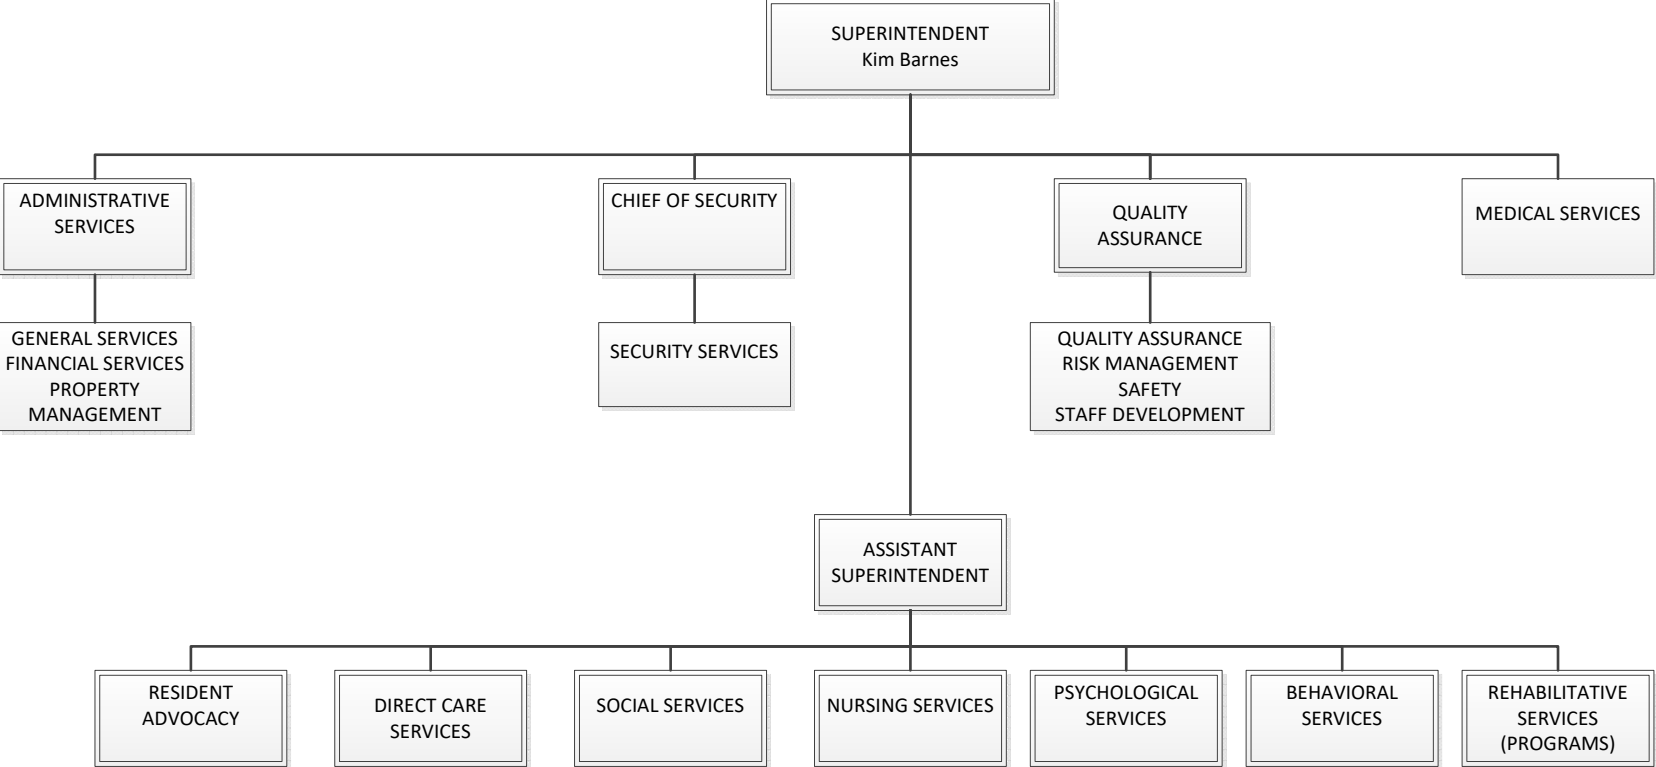 SUPERINTENDENT
Kim Barnes
ADMINISTRATIVE
SERVICES
CHIEF OF SECURITY
QUALITY
ASSURANCE
MEDICAL SERVICES
GENERAL SERVICES
FINANCIAL SERVICES
PROPERTY
MANAGEMENT
SECURITY SERVICES
QUALITY ASSURANCE
RISK MANAGEMENT
SAFETY
STAFF DEVELOPMENT
ASSISTANT
SUPERINTENDENT
RESIDENT
ADVOCACY
DIRECT CARE
SERVICES
SOCIAL SERVICES
NURSING SERVICES
PSYCHOLOGICAL
SERVICES
BEHAVIORAL
SERVICES
REHABILITATIVE
SERVICES
(PROGRAMS)